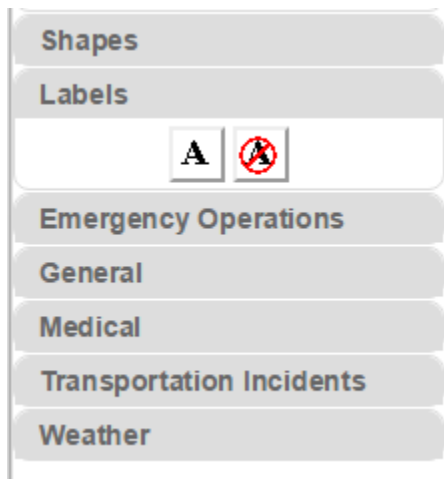 Shapes
Labels
A A
Emergency Operations
General
Medical
Transportation Incidents
Weather